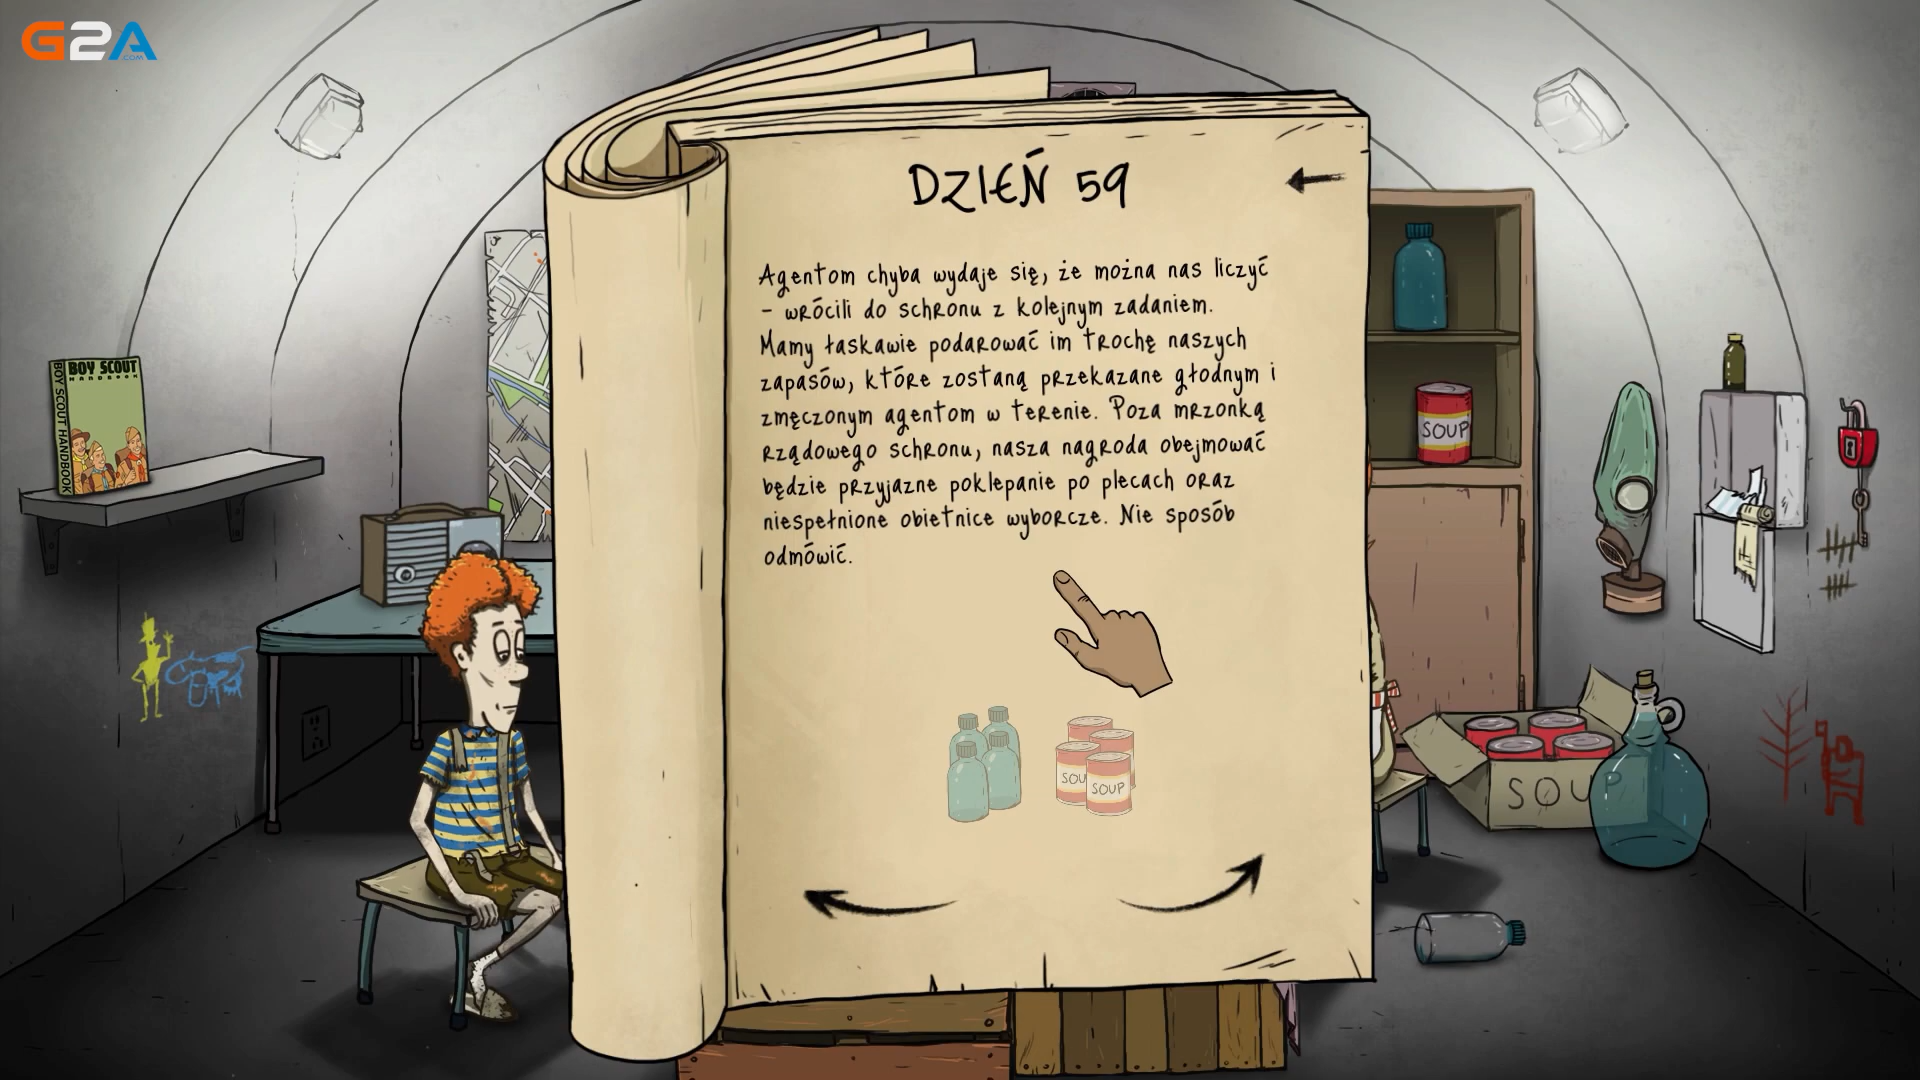 G2A
.COM
BOY SCOUT
HANDBOOK
BOY SCOUT HANDBOOK
DZIEŃ 59
Agentom chyba wydaje się, że można nas liczyć
- wrócili do schronu z kolejnym zadaniem.
Mamy łaskawie podarować im trochę naszych
zapasów, które zostaną przekazane głodnym i
zmęczonym agentom w terenie. Poza mrzonką
rządowego schronu, nasza nagroda obejmować
będzie przyjazne poklepanie po plecach oraz
niespełnione obietnice wyborcze. Nie sposób
odmówić.
SOU
SOUP
SOUP
SOUP